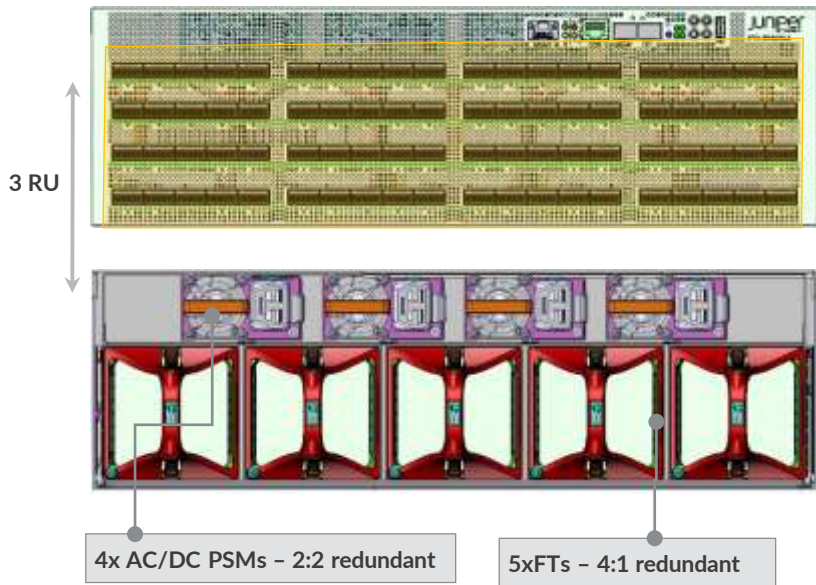 Juniper
3 RU
4x AC/DC PSMs – 2:2 redundant
5xFTs – 4:1 redundant